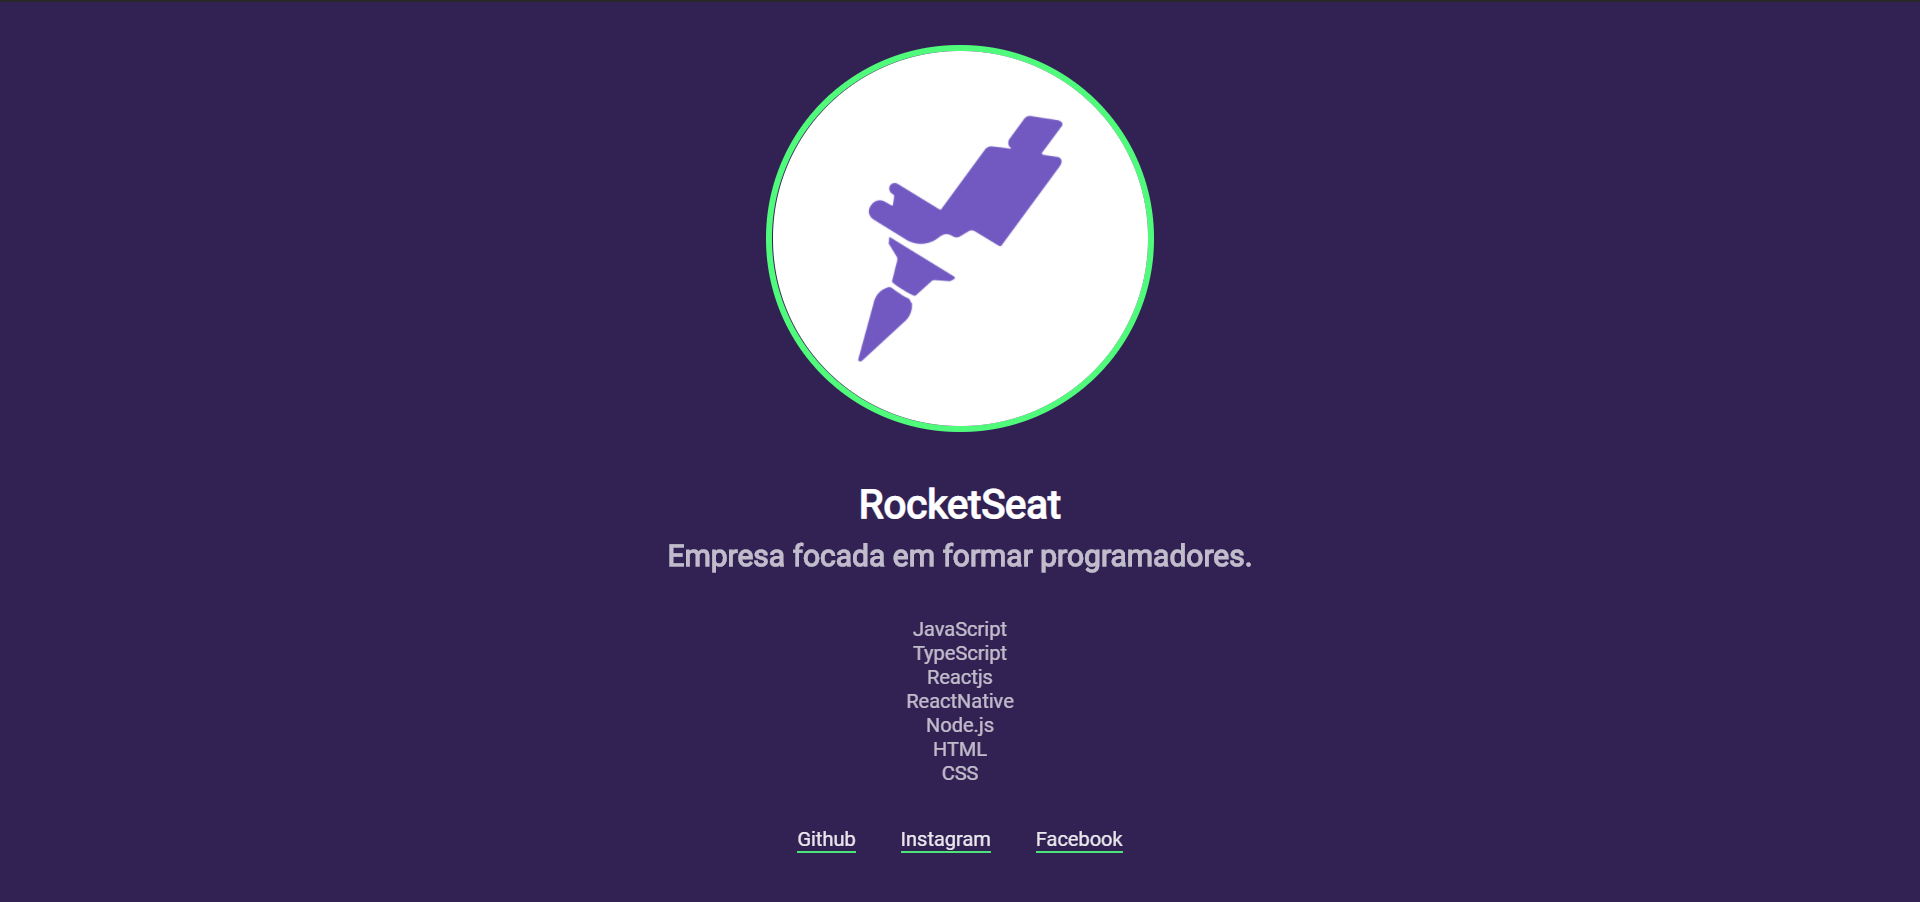 RocketSeat
Empresa focada em formar programadores.
JavaScript
TypeScript
Reactjs
ReactNative
Node.js
HTML
CSS
Github Instagram Facebook